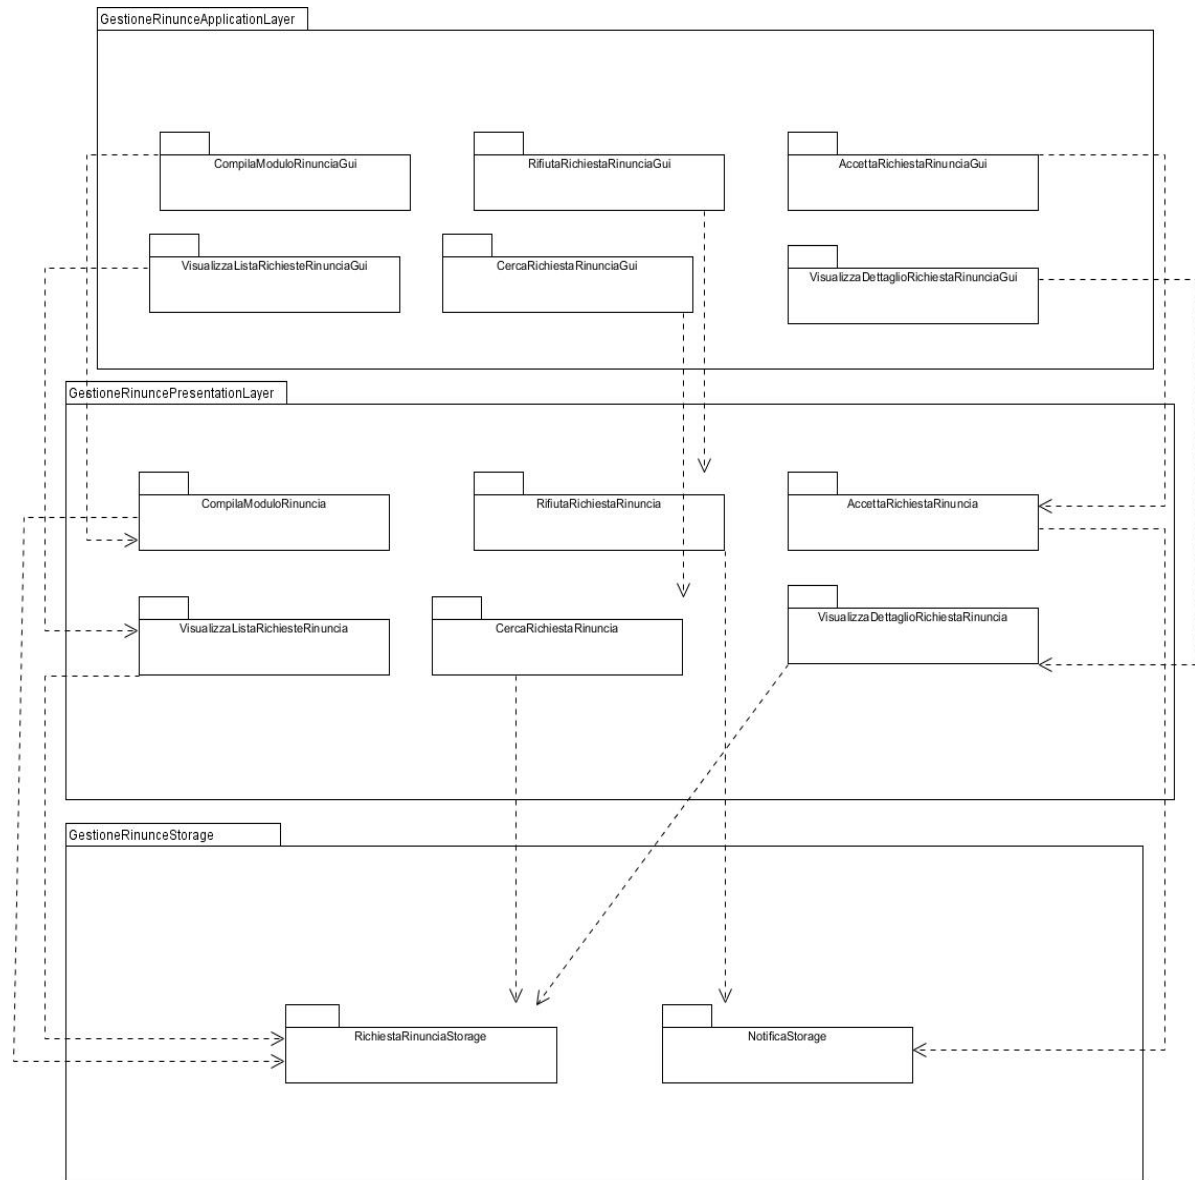 GestioneRinunceApplicationLayer
CompilaModuloRinunciaGui
RifiutaRichiestaRinunciaGui
AccettaRichiestaRinunciaGui
VisualizzaListaRichiesteRinunciaGui
CercaRichiestaRinunciaGui
VisualizzaDettaglioRichiestaRinunciaGui
GestioneRinuncePresentationLayer
CompilaModuloRinuncia
RifiutaRichiestaRinuncia
AccettaRichiestaRinuncia
VisualizzaListaRichiesteRinuncia
CercaRichiestaRinuncia
VisualizzaDettaglioRichiestaRinuncia
GestioneRinunceStorage
RichiestaRinunciaStorage
NotificaStorage